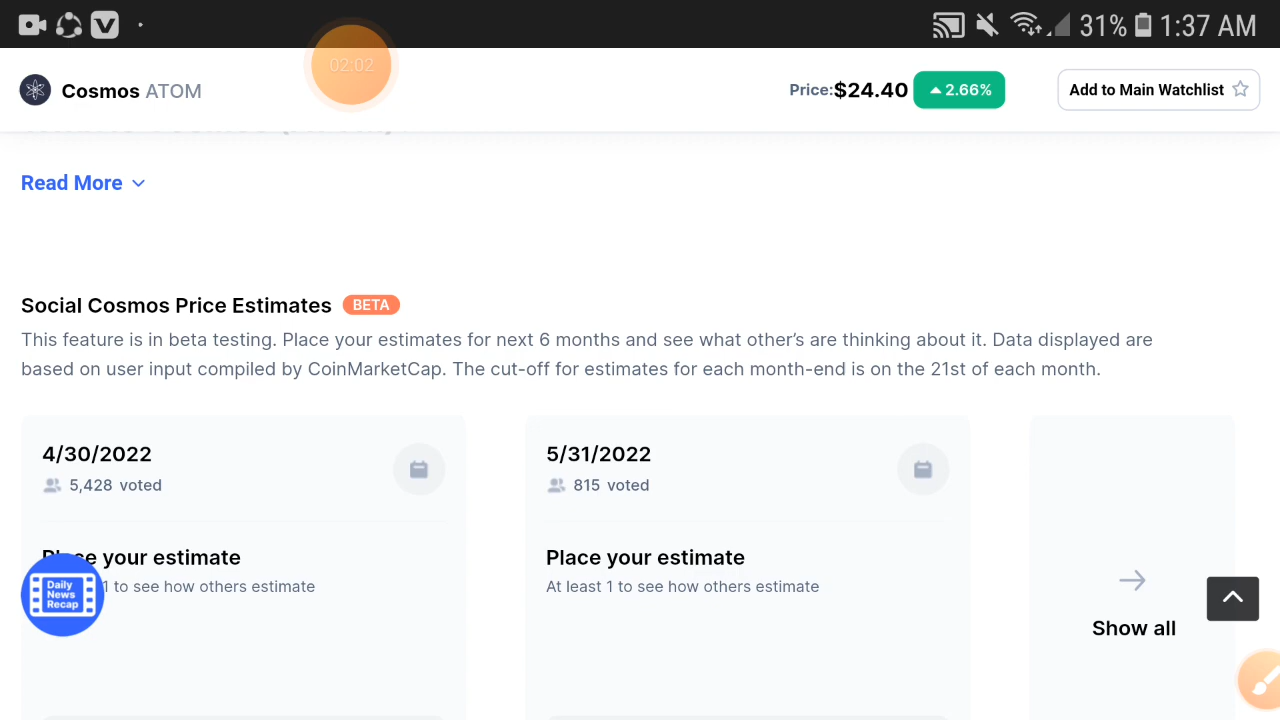 31% 1:37 AM
02:02
Cosmos ATOM
Price:$24.40 2.66%
Add to Main Watchlist
Read More
Social Cosmos Price Estimates BETA
This feature is in beta testing. Place your estimates for next 6 months and see what other's are thinking about it. Data displayed are
based on user input compiled by CoinMarketCap. The cut-off for estimates for each month-end is on the 21st of each month.
4/30/2022
5,428 voted
Place your estimate
1 to see how others estimate
Daily
News
Recap
5/31/2022
815 voted
Place your estimate
At least 1 to see how others estimate
Show all